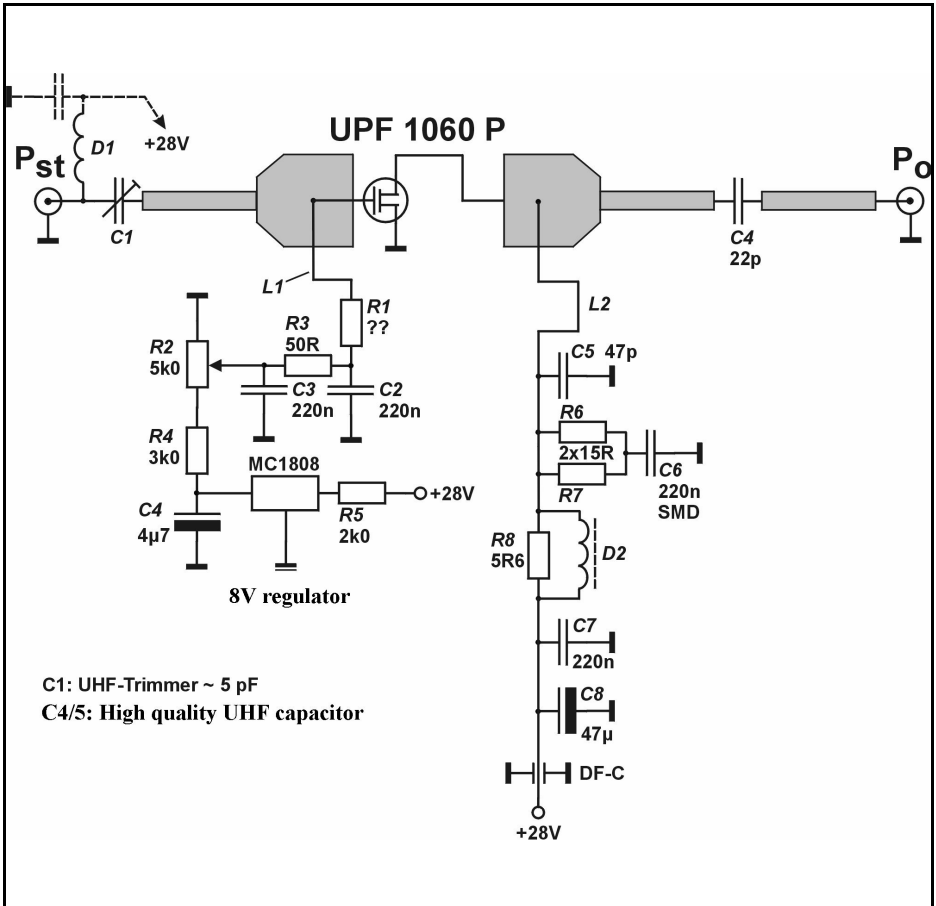 UPF 1060 P
D1
+28V
Pst
Po
C1
C4
22p
L1
L2
R1
??
R3
50R
R2
5k0
C5 47p
C3
220n
C2
220n
R6
2x15R
R7
R4
3k0
C6
220n
SMD
MC1808
+28V
C4
4µ7
R5
2k0
R8
5R6
D2
8V regulator
C7
220n
C1: UHF-Trimmer ~ 5 pF
C4/5: High quality UHF capacitor
C8
47µ
DF-C
+28V